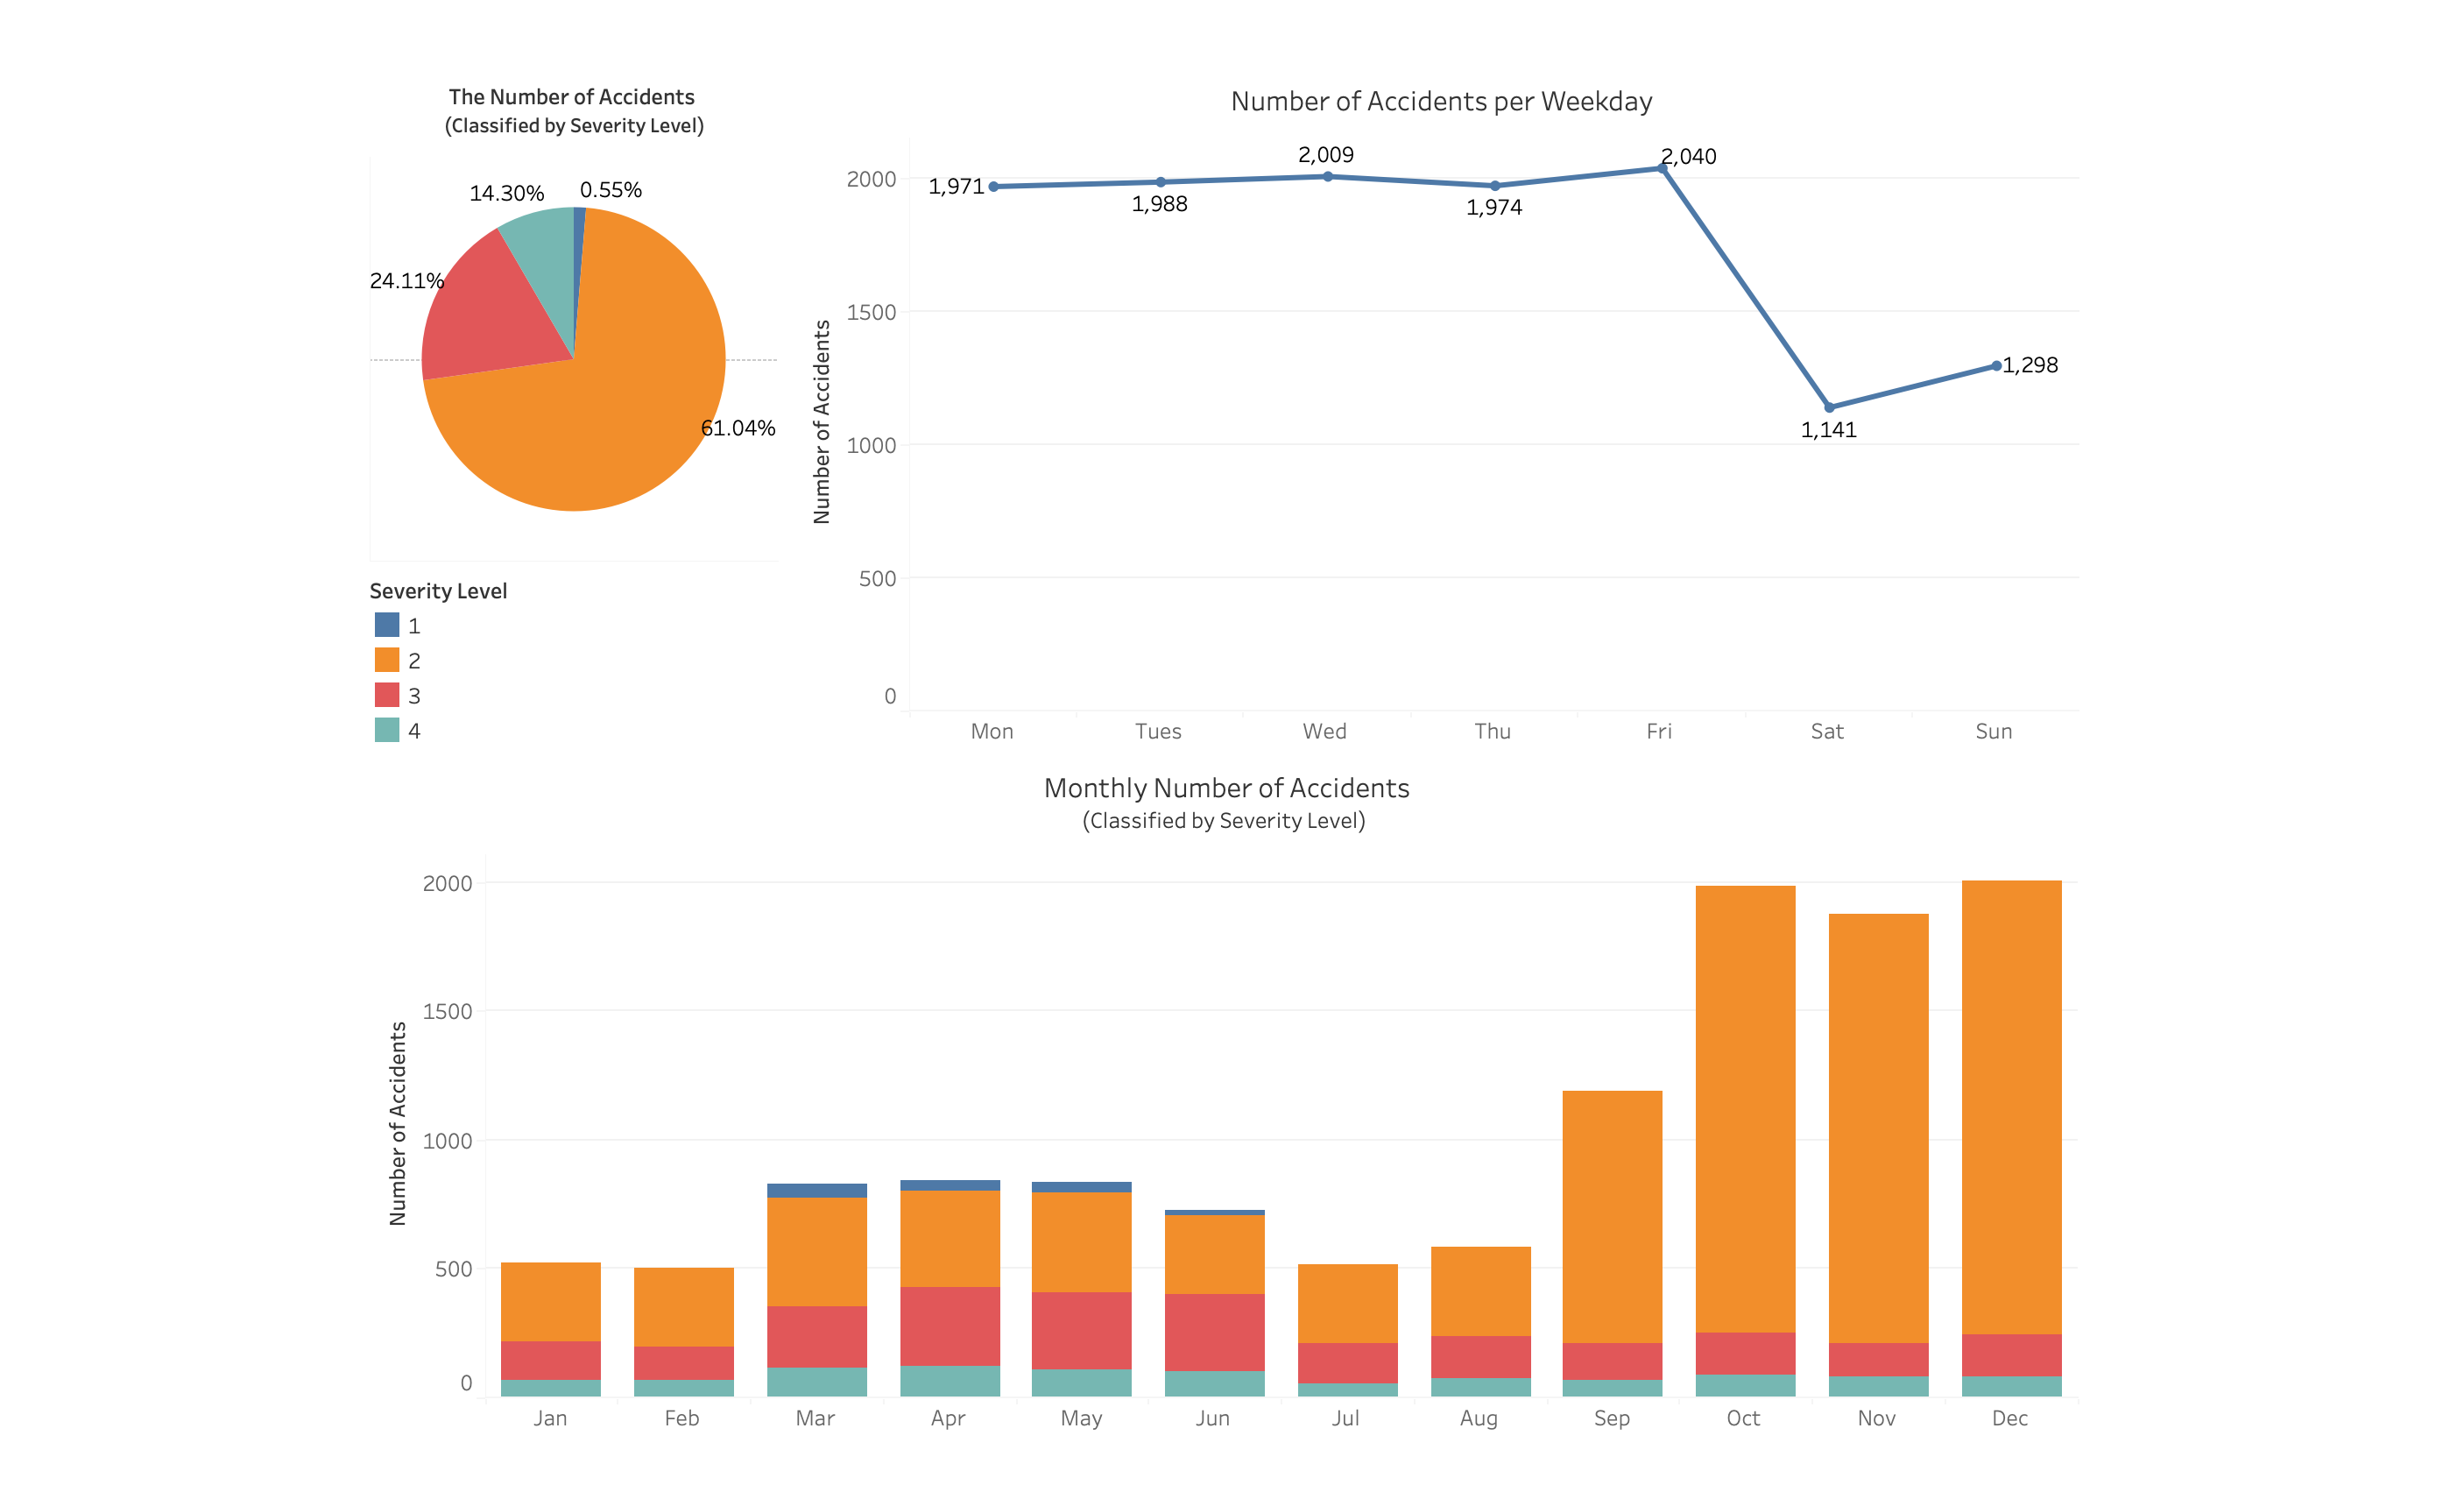 The Number of Accidents
(Classified by Severity Level)
14.30%
0.55%
24.11%
61.04%
Severity Level
1
2
3
4
Number of Accidents per Weekday
Number of Accidents
2000
1500
1000
500
0
1,971
1,988
2,009
1,974
2,040
1,141
1,298
Mon
Tues
Wed
Thu
Fri
Sat
Sun
Monthly Number of Accidents
(Classified by Severity Level)
Number of Accidents
2000
1500
1000
500
0
Jan
Feb
Mar
Apr
May
Jun
Jul
Aug
Sep
Oct
Nov
Dec